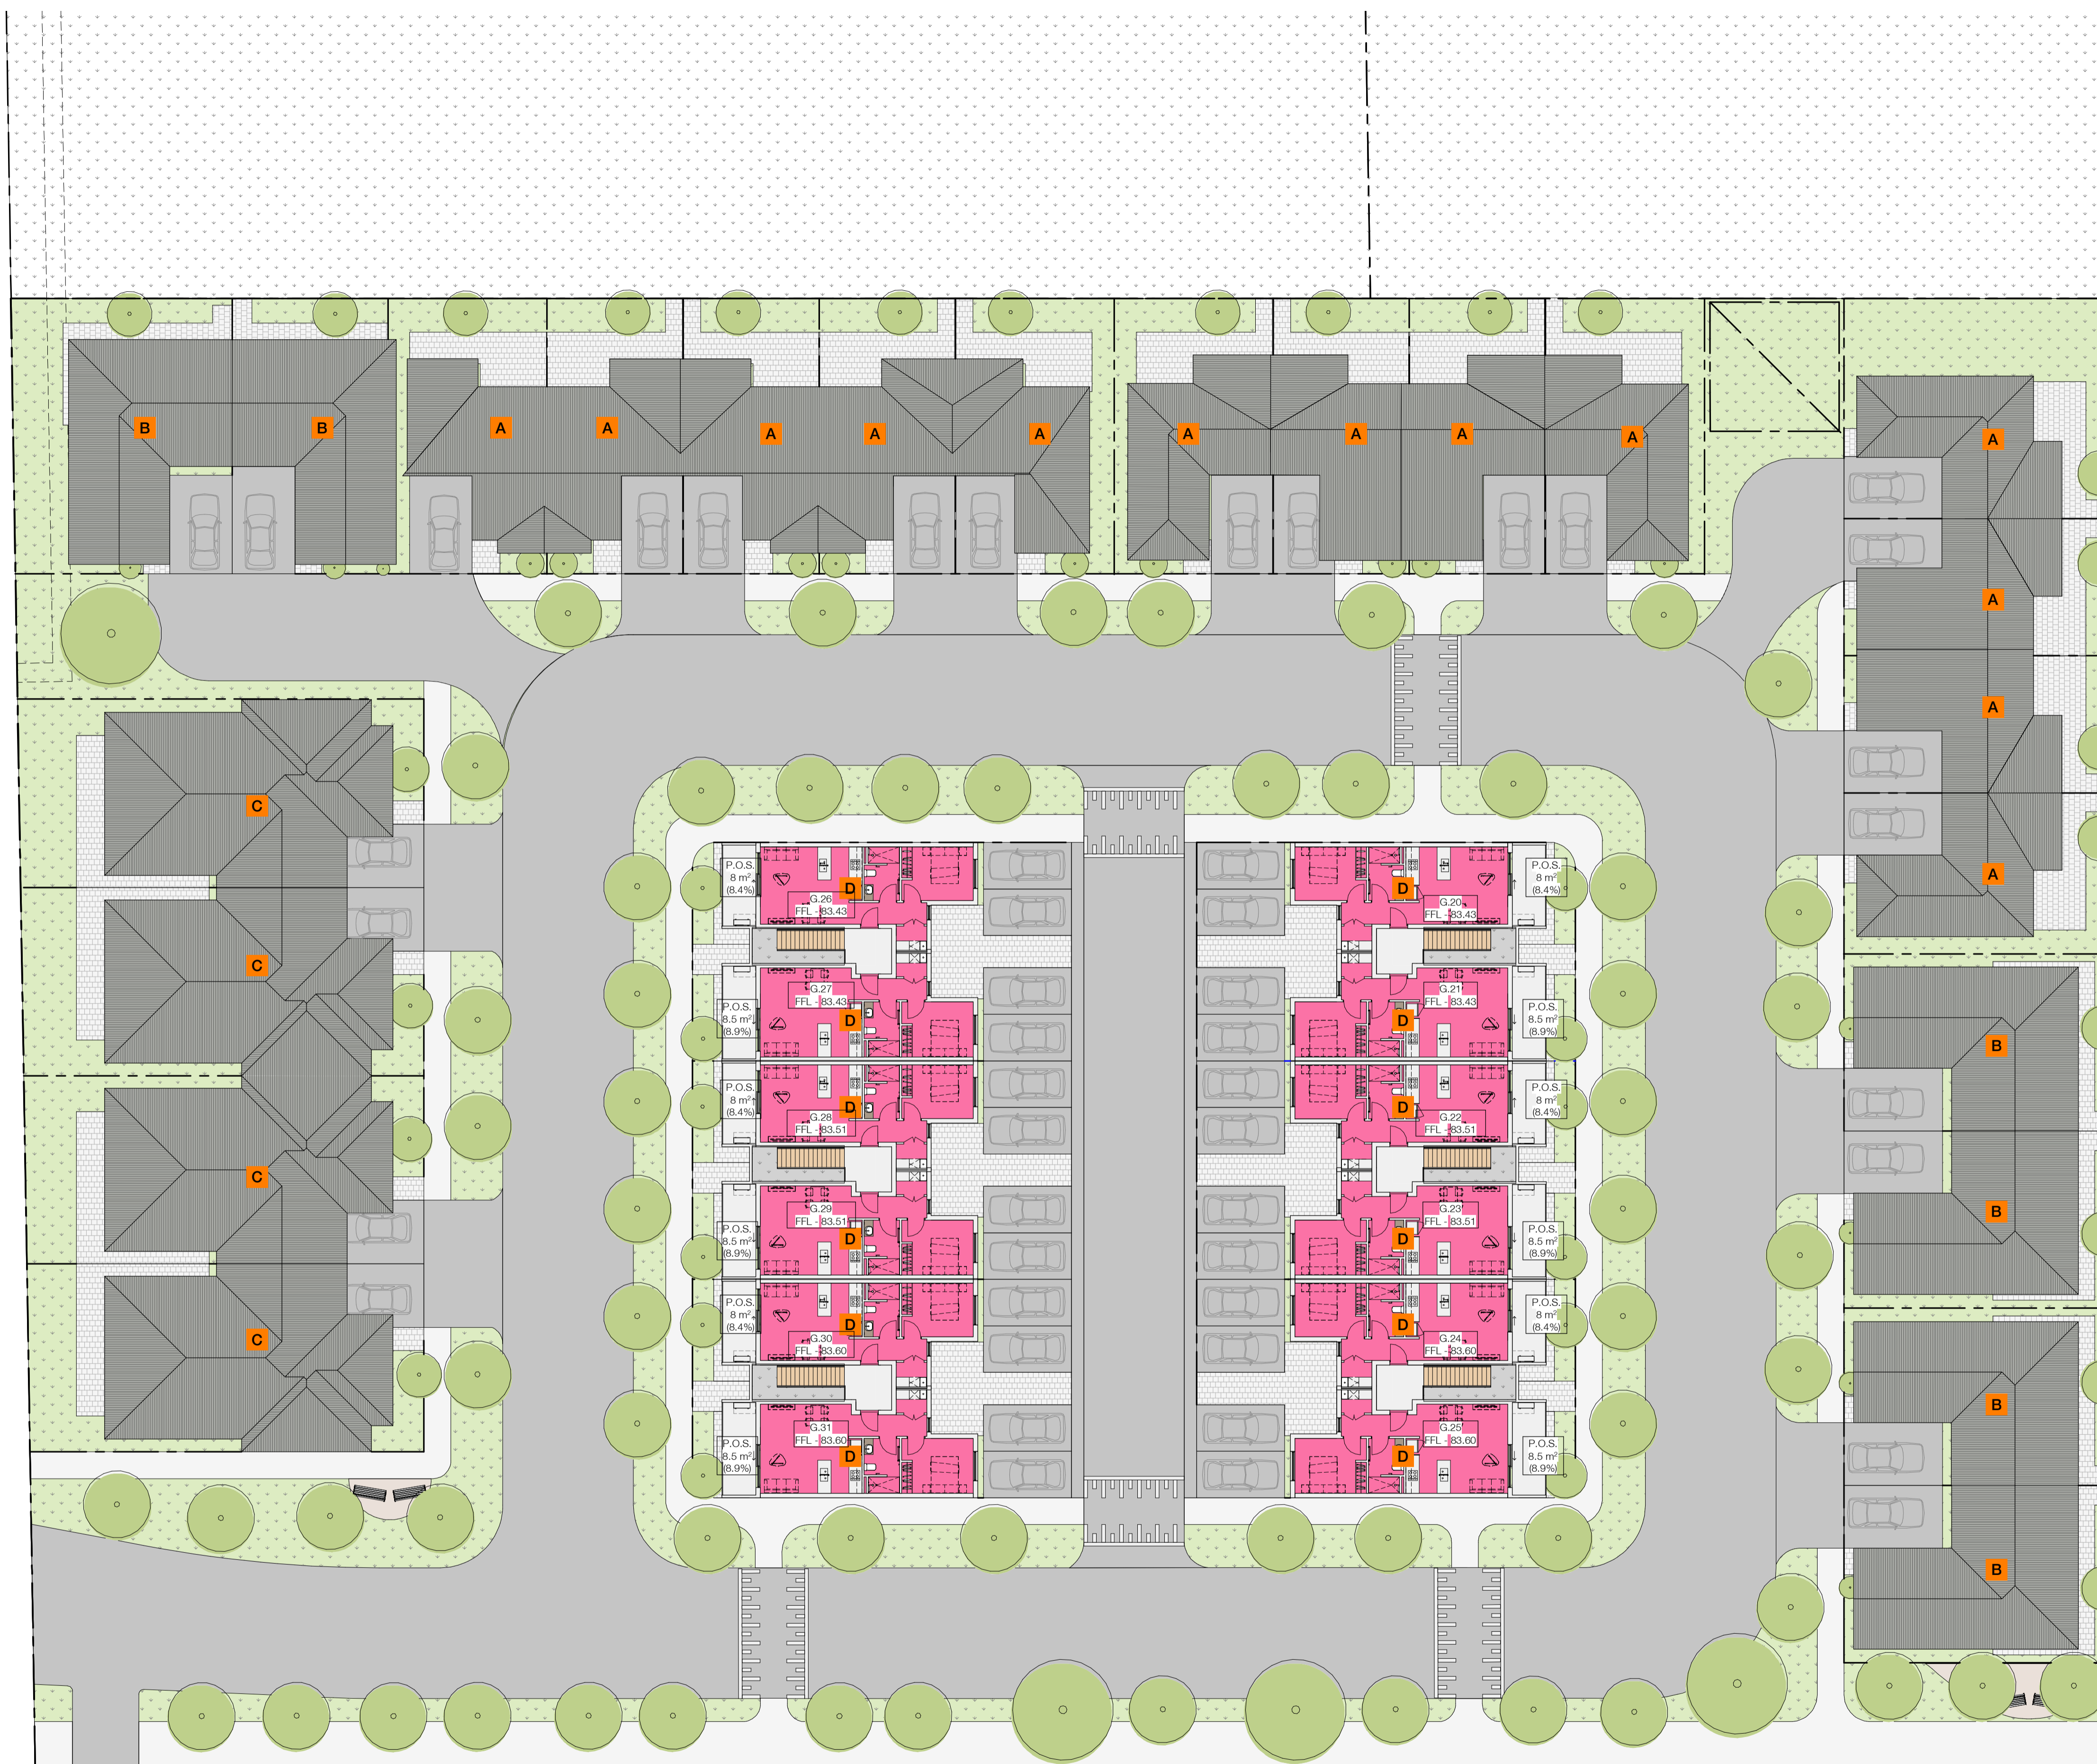 B
B
A
A
A
A
A
A
A
A
A
A
A
A
A
C
C
C
C
P.O.S.
8 m²
(8.4%)
D
G.26
FFL - 83.43
P.O.S.
8.5 m²
(8.9%)
G.27
FFL - 83.43
D
P.O.S.
8 m²
(8.4%)
D
G.28
FFL - 83.51
P.O.S.
8.5 m²
(8.9%)
G.29
FFL - 83.51
D
P.O.S.
8 m²
(8.4%)
D
G.30
FFL - 83.60
P.O.S.
8.5 m²
(8.9%)
G.31
FFL - 83.60
D
D
G.20
FFL - 83.43
P.O.S.
8 m²
(8.4%)
G.21
FFL - 83.43
D
P.O.S.
8.5 m²
(8.9%)
D
G.22
FFL - 83.51
P.O.S.
8 m²
(8.4%)
G.23
FFL - 83.51
D
P.O.S.
8.5 m²
(8.9%)
D
G.24
FFL - 83.60
P.O.S.
8 m²
(8.4%)
G.25
FFL - 83.60
D
P.O.S.
8.5 m²
(8.9%)
B
B
B
B